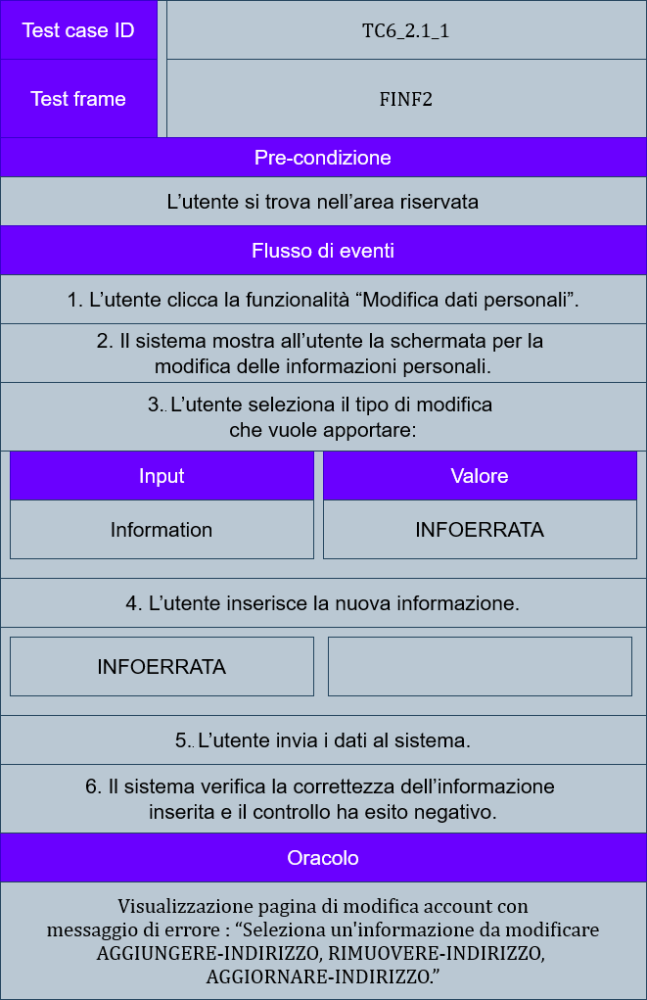 Test case ID
TC6_2.1_1
Test frame
FINF2
Pre-condizione
L’utente si trova nell’area riservata
Flusso di eventi
1. L’utente clicca la funzionalità “Modifica dati personali”.
2. Il sistema mostra all’utente la schermata per la
modifica delle informazioni personali.
3.. L’utente seleziona il tipo di modifica
che vuole apportare:
Input
Valore
Information
INFOERRATA
4. L’utente inserisce la nuova informazione.
INFOERRATA
5.. L’utente invia i dati al sistema.
6. Il sistema verifica la correttezza dell’informazione
inserita e il controllo ha esito negativo.
Oracolo
Visualizzazione pagina di modifica account con
messaggio di errore : “Seleziona un'informazione da modificare
AGGIUNGERE-INDIRIZZO, RIMUOVERE-INDIRIZZO,
AGGIORNARE-INDIRIZZO.”